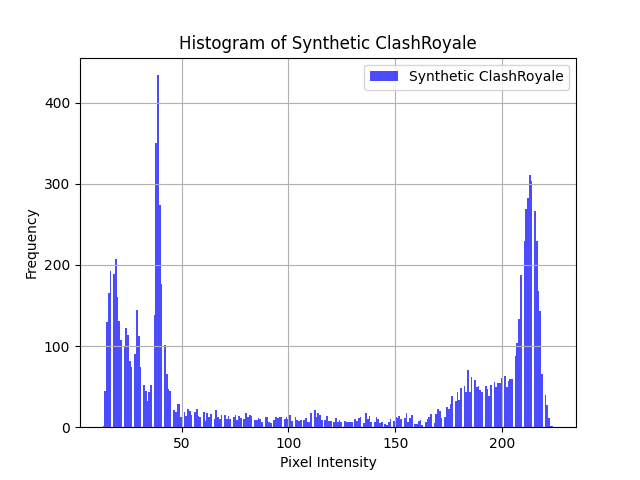 Histogram of Synthetic ClashRoyale
Synthetic ClashRoyale
Frequency
400
300
200
100
0
50
100
150
200
Pixel Intensity